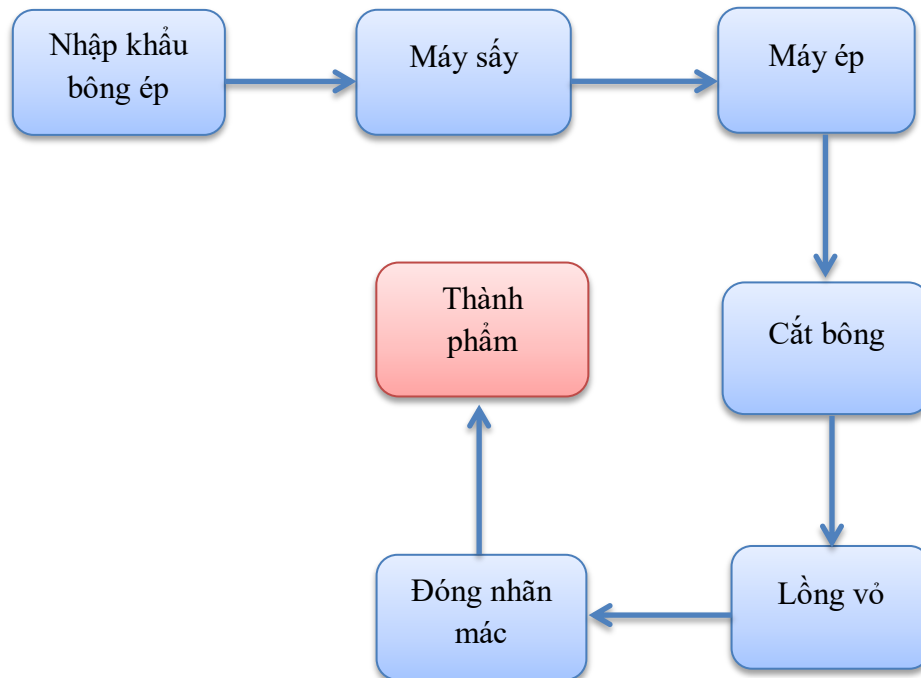 Nhập khẩu
bông ép
Máy sấy
Máy ép
Cắt bông
Lồng vỏ
Đóng nhãn
mác
Thành
phẩm